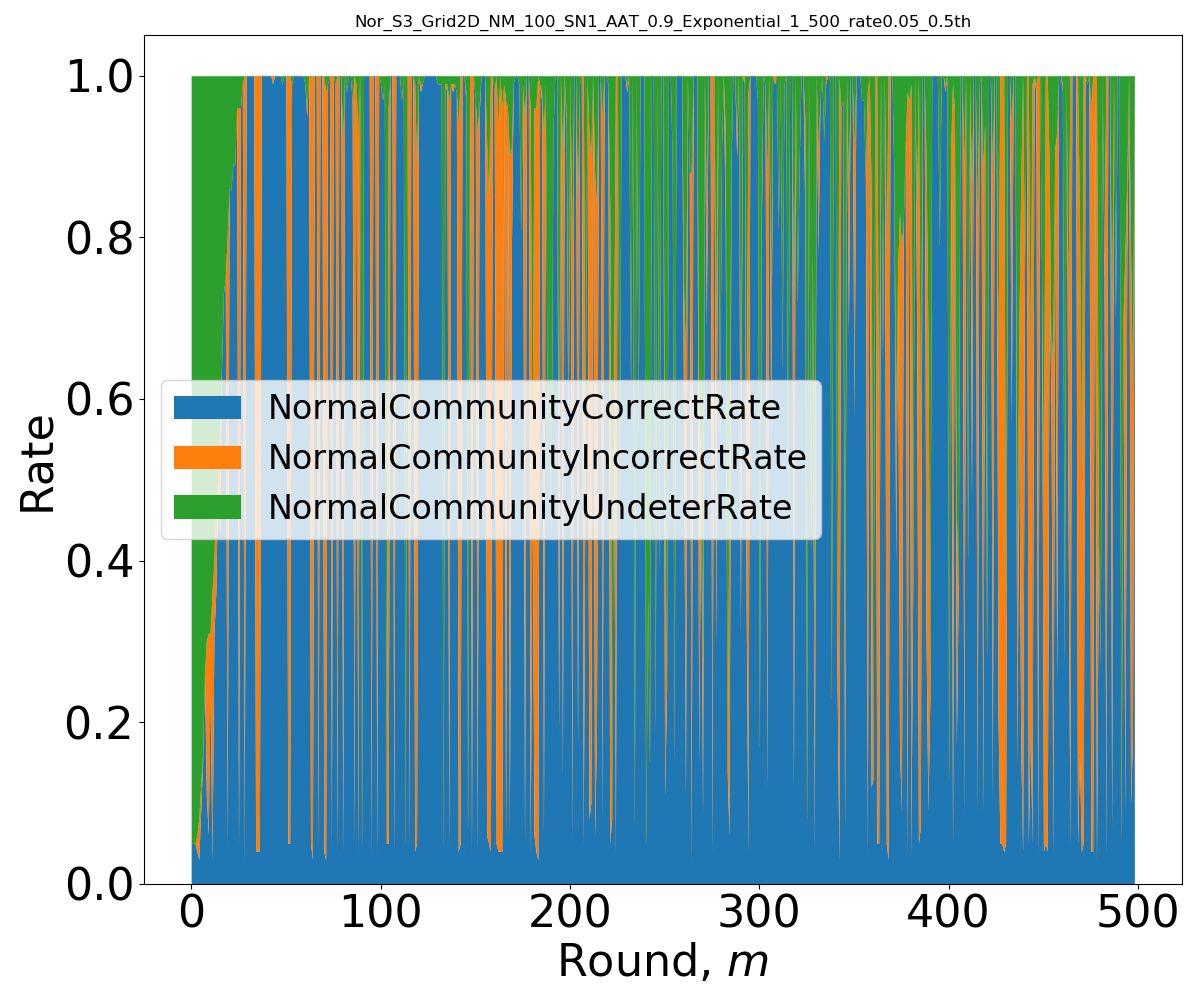 Nor_S3_Grid2D_NM_100_SN1_AAT_0.9_Exponential_1_500_rate0.05_0.5th
1.0
0.8
0.6
0.4
0.2
0.0
Rate
NormalCommunityCorrectRate
NormalCommunityIncorrectRate
NormalCommunityUndeterRate
0 100 200 300 400 500
Round, m